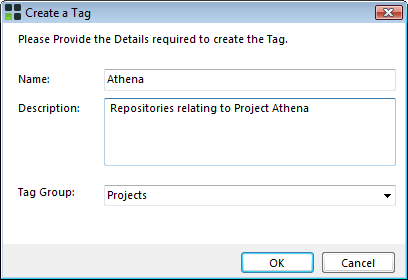 Create a Tag
Please Provide the Details required to create the Tag.
Name: Athena
Description: Repositories relating to Project Athena
Tag Group: Projects
OK Cancel